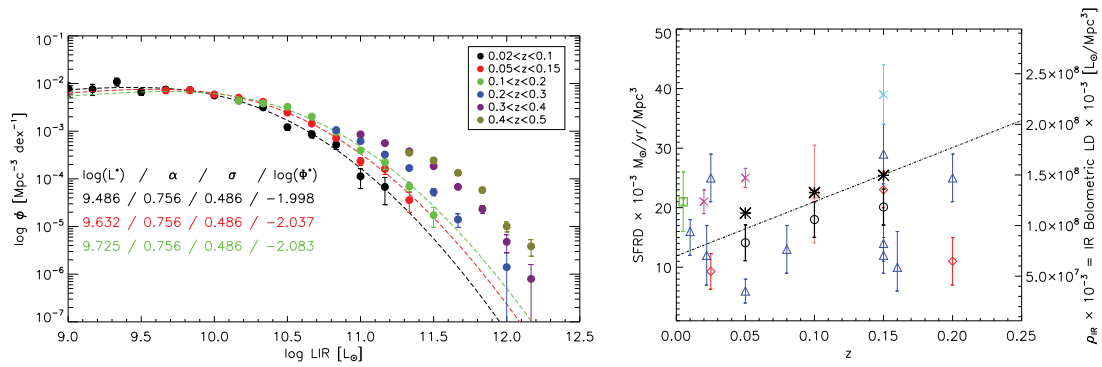 10⁻¹
10⁻²
10⁻³
10⁻⁴
10⁻⁵
10⁻⁶
10⁻⁷
log ϕ [Mpc⁻³ dex⁻¹]
0.02<z<0.1
0.05<z<0.15
0.1<z<0.2
0.2<z<0.3
0.3<z<0.4
0.4<z<0.5
log(L*) / α / σ / log(Φ*)
9.486 / 0.756 / 0.486 / −1.998
9.632 / 0.756 / 0.486 / −2.037
9.725 / 0.756 / 0.486 / −2.083
9.0 9.5 10.0 10.5 11.0 11.5 12.0 12.5
log LIR [L⊙]
50
40
30
20
10
SFRD × 10⁻³ M⊙/yr/Mpc³
0.00 0.05 0.10 0.15 0.20 0.25
z
2.5×10⁸
2.0×10⁸
1.5×10⁸
1.0×10⁸
5.0×10⁷
ρIR × 10⁻³ = IR Bolometric LD × 10⁻³ [L⊙/Mpc³]